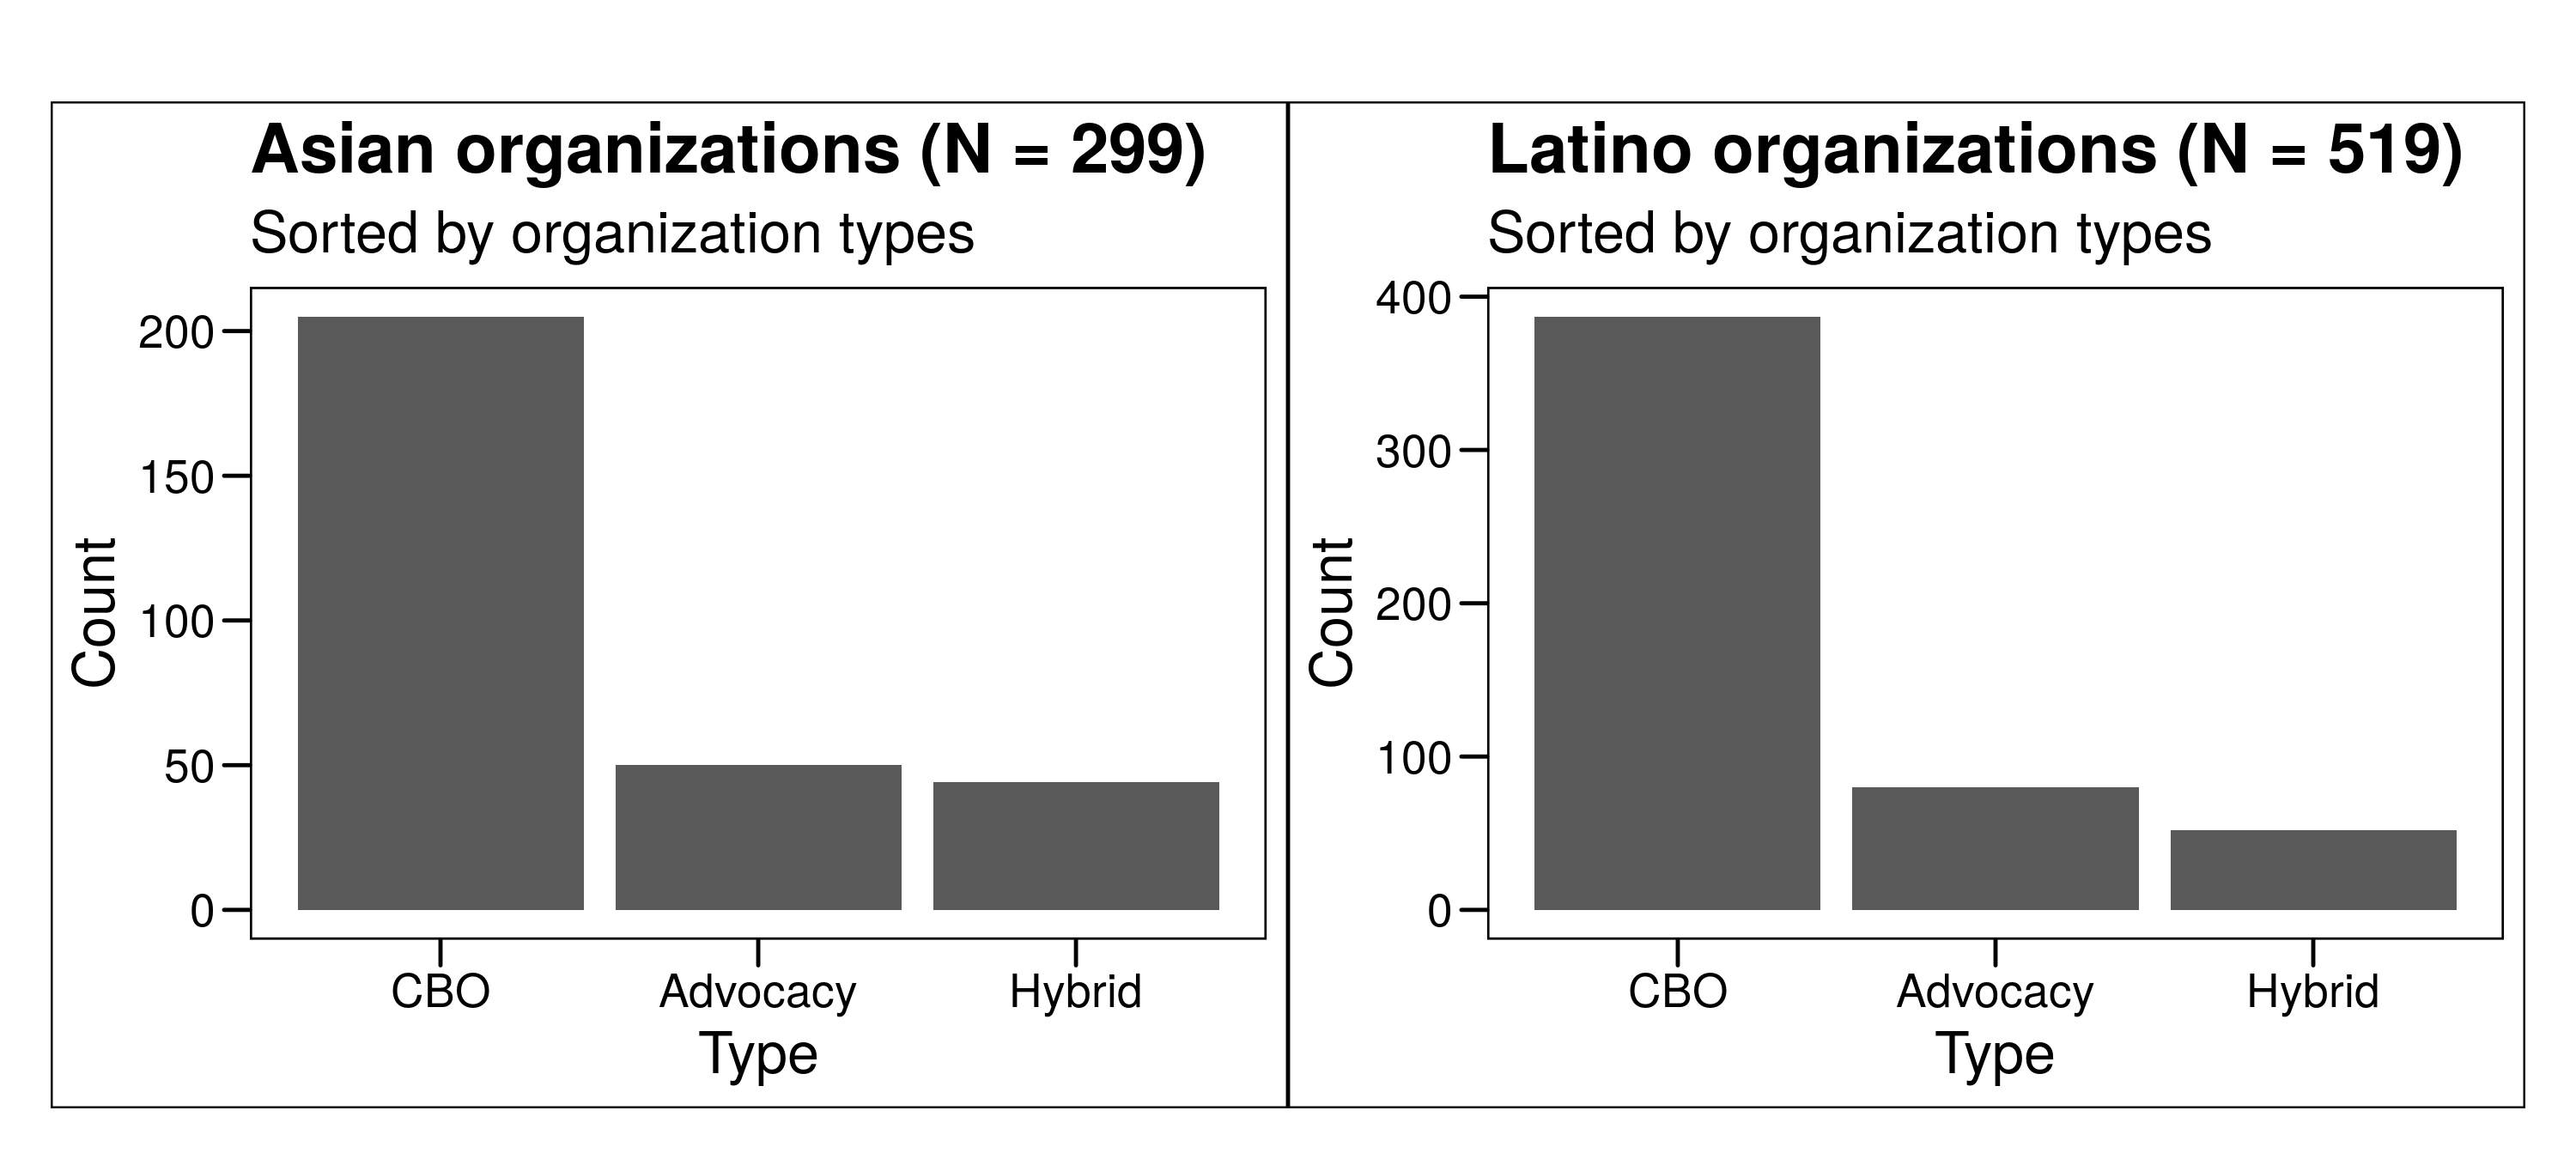 Asian organizations (N = 299)
Sorted by organization types
200
150
100
50
0
Count
CBO
Advocacy
Hybrid
Type
Latino organizations (N = 519)
Sorted by organization types
400
300
200
100
0
Count
CBO
Advocacy
Hybrid
Type